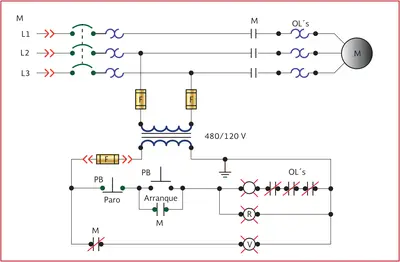 M
L1
M
OL´s
L2
M
L3
F
F
480/120 V
F
PB
PB
OL´s
Paro
Arranque
M
R
M
V